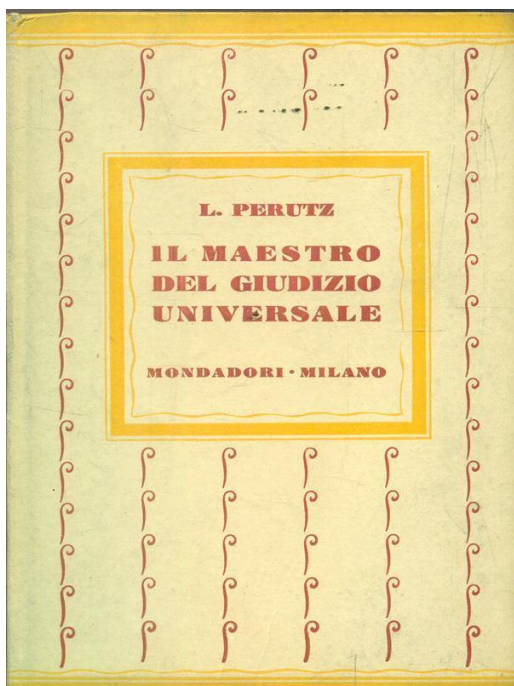 L. PERUTZ
IL MAESTRO
DEL GIUDIZIO
UNIVERSALE
MONDADORI • MILANO